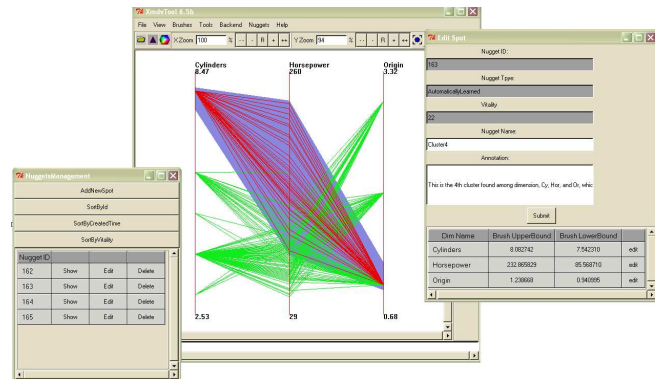 XmdvTool 6.5b
File View Brushes Tools Backend Nuggets Help
X Zoom 100 % -- - R + ++ Y Zoom 94 % -- - R + ++
Cylinders Horsepower Origin
8.47 260 3.32
2.53 29 0.68
NuggetsManagement
AddNewSpot
SortById
SortByCreatedTime
SortByVitality
Nugget ID
162 Show Edit Delete
163 Show Edit Delete
164 Show Edit Delete
165 Show Edit Delete
Edit Spot
Nugget ID:
163
Nugget Type:
AutomaticallyLearned
Vitality
22
Nugget Name:
Cluster4
Annotation:
This is the 4th cluster found among dimension, Cy, Hor, and Or, whic
Submit
Dim Name Brush UpperBound Brush LowerBound
Cylinders 8.082742 7.542310 edit
Horsepower 232.865829 85.568710 edit
Origin 1.238668 0.940995 edit